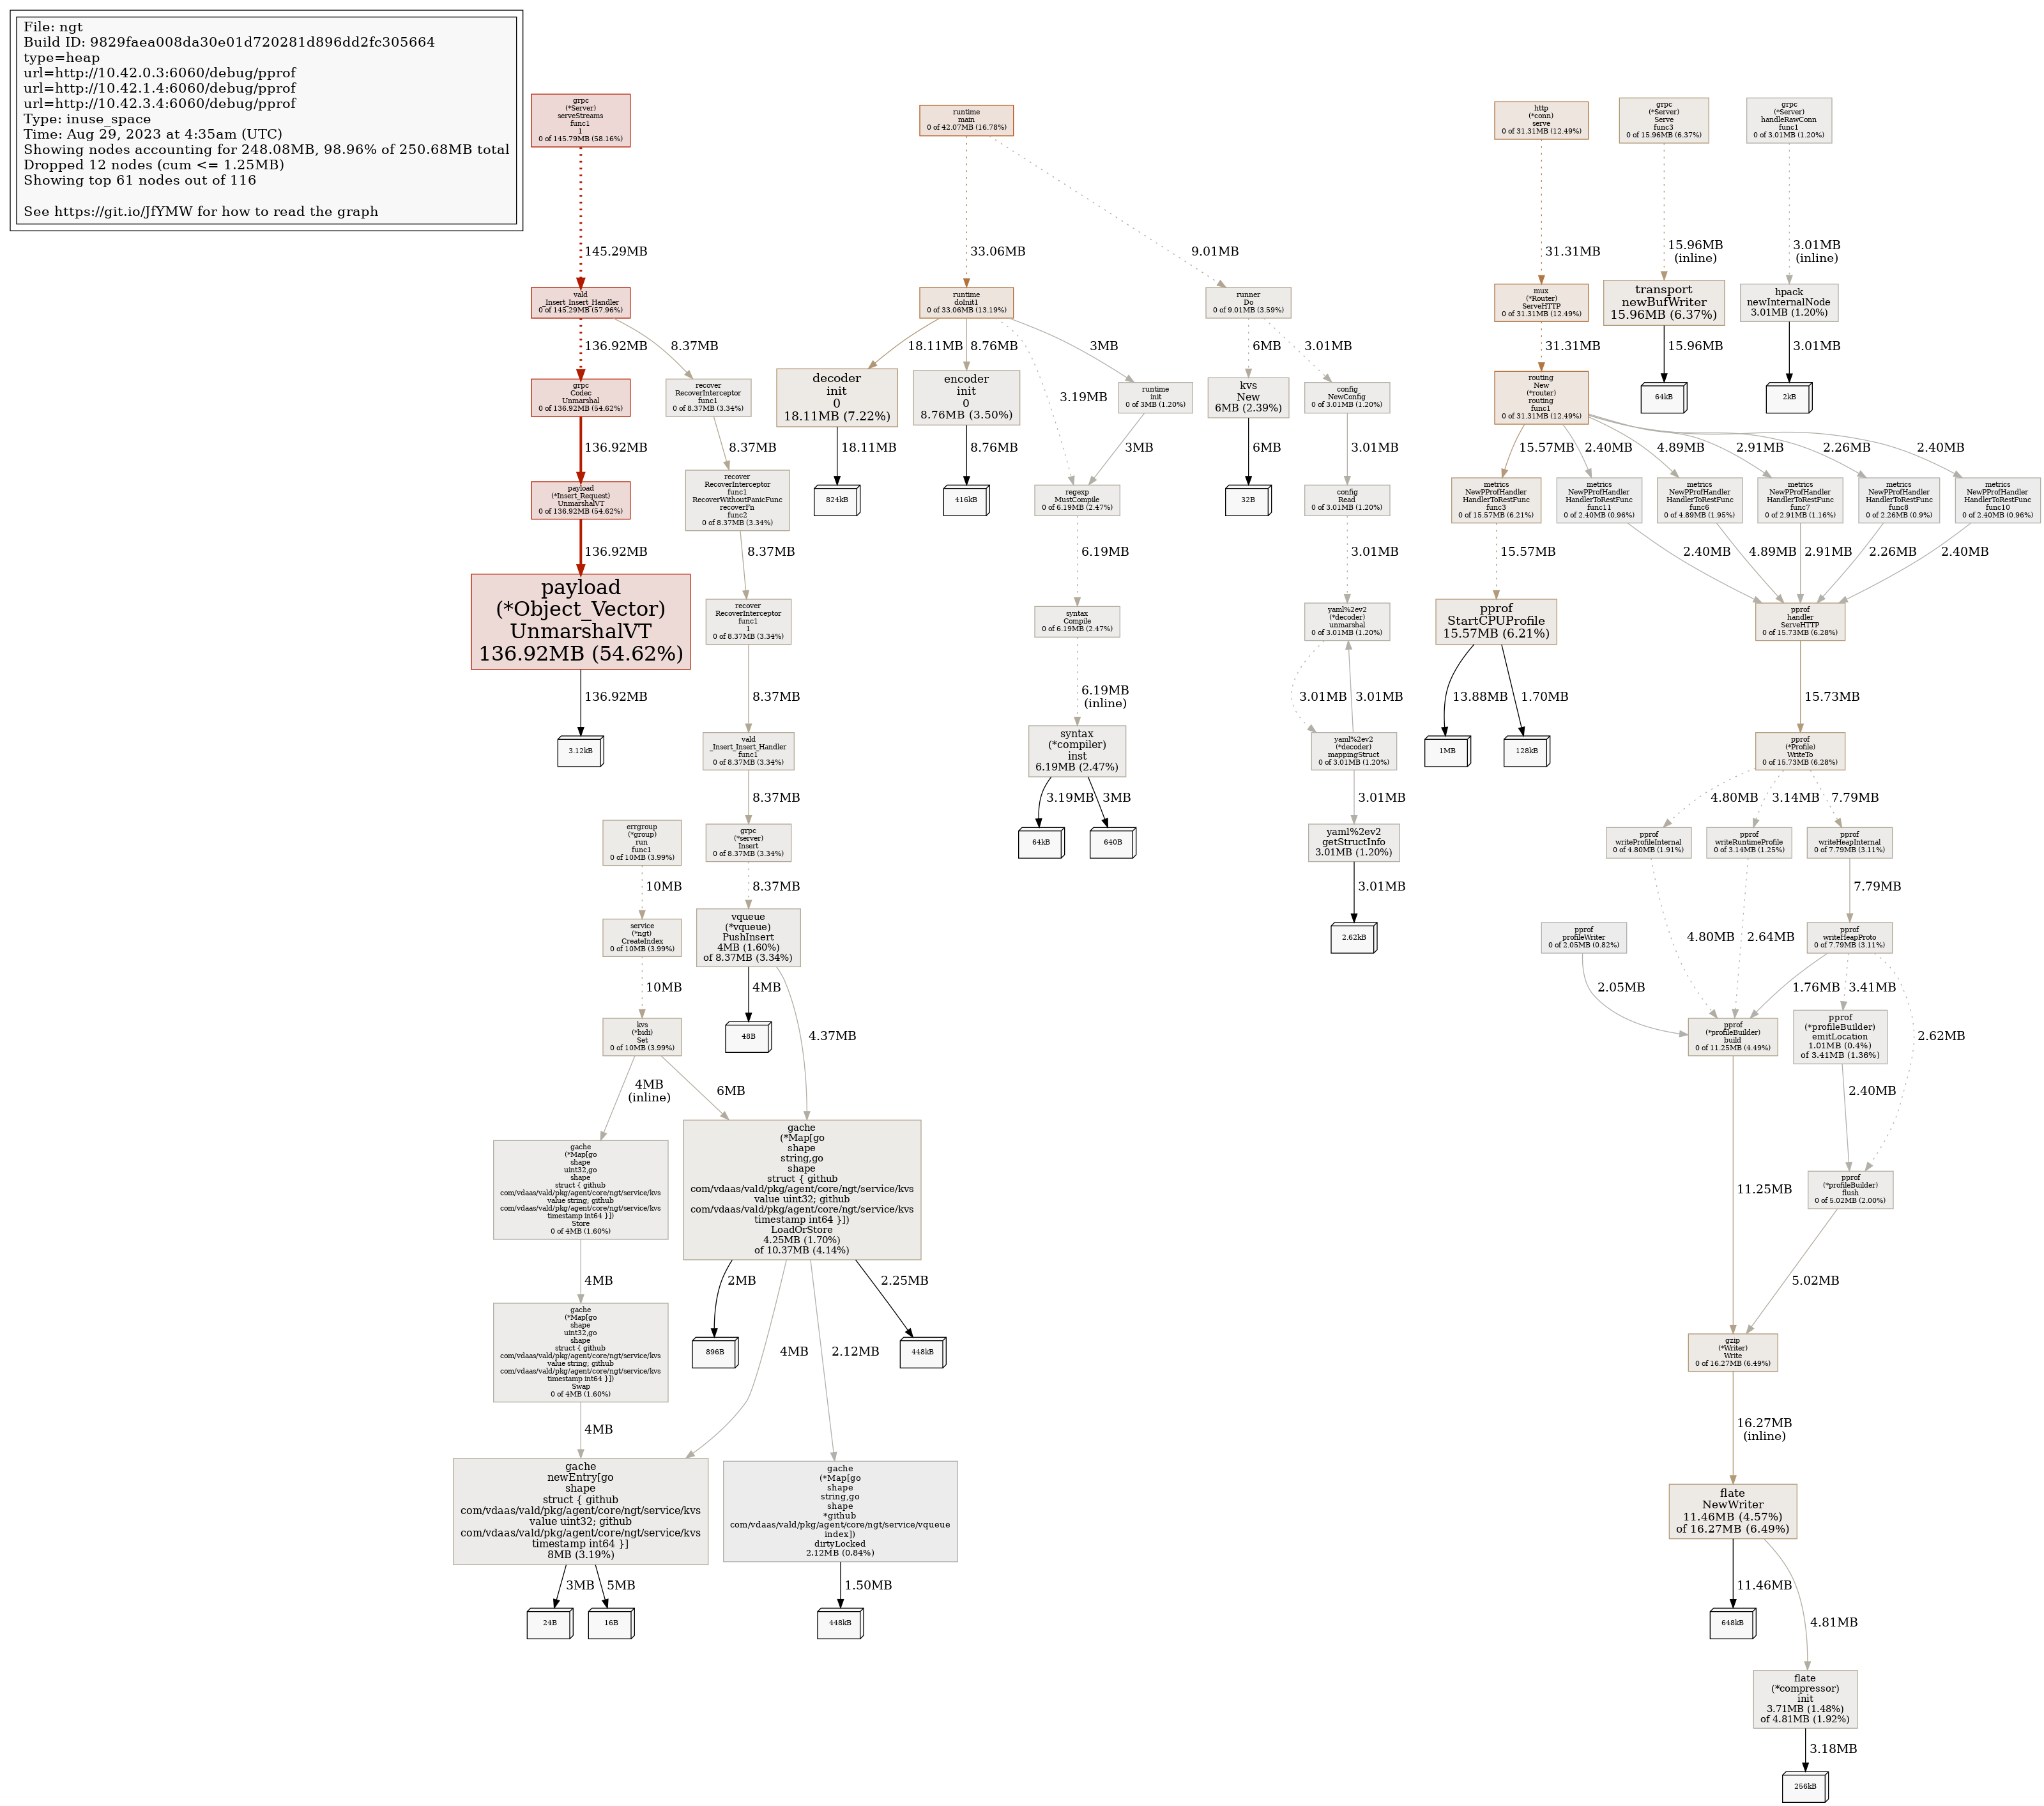 File: ngt
Build ID: 9829faea008da30e01d720281d896dd2fc305664
type=heap
url=http://10.42.0.3:6060/debug/pprof
url=http://10.42.1.4:6060/debug/pprof
url=http://10.42.3.4:6060/debug/pprof
Type: inuse_space
Time: Aug 29, 2023 at 4:35am (UTC)
Showing nodes accounting for 248.08MB, 98.96% of 250.68MB total
Dropped 12 nodes (cum <= 1.25MB)
Showing top 61 nodes out of 116
See https://git.io/JfYMW for how to read the graph
grpc
(*Server)
serveStreams
func1
1
0 of 145.79MB (58.16%)
145.29MB
vald
_Insert_Insert_Handler
0 of 145.29MB (57.96%)
136.92MB
8.37MB
grpc
Codec
Unmarshal
0 of 136.92MB (54.62%)
136.92MB
payload
(*Insert_Request)
UnmarshalVT
0 of 136.92MB (54.62%)
136.92MB
payload
(*Object_Vector)
UnmarshalVT
136.92MB (54.62%)
136.92MB
3.12kB
recover
RecoverInterceptor
func1
0 of 8.37MB (3.34%)
8.37MB
recover
RecoverInterceptor
func1
RecoverWithoutPanicFunc
recoverFn
func2
0 of 8.37MB (3.34%)
8.37MB
recover
RecoverInterceptor
func1
1
0 of 8.37MB (3.34%)
8.37MB
vald
_Insert_Insert_Handler
func1
0 of 8.37MB (3.34%)
8.37MB
grpc
(*server)
Insert
0 of 8.37MB (3.34%)
8.37MB
vqueue
(*vqueue)
PushInsert
4MB (1.60%)
of 8.37MB (3.34%)
4MB
48B
4.37MB
errgroup
(*group)
run
func1
0 of 10MB (3.99%)
10MB
service
(*ngt)
CreateIndex
0 of 10MB (3.99%)
10MB
kvs
(*bidi)
Set
0 of 10MB (3.99%)
4MB
(inline)
6MB
gache
(*Map[go
shape
uint32,go
shape
struct { github
com/vdaas/vald/pkg/agent/core/ngt/service/kvs
value string; github
com/vdaas/vald/pkg/agent/core/ngt/service/kvs
timestamp int64 }])
Store
0 of 4MB (1.60%)
4MB
gache
(*Map[go
shape
uint32,go
shape
struct { github
com/vdaas/vald/pkg/agent/core/ngt/service/kvs
value string; github
com/vdaas/vald/pkg/agent/core/ngt/service/kvs
timestamp int64 }])
Swap
0 of 4MB (1.60%)
4MB
gache
newEntry[go
shape
struct { github
com/vdaas/vald/pkg/agent/core/ngt/service/kvs
value uint32; github
com/vdaas/vald/pkg/agent/core/ngt/service/kvs
timestamp int64 }]
8MB (3.19%)
3MB
5MB
24B
16B
gache
(*Map[go
shape
string,go
shape
struct { github
com/vdaas/vald/pkg/agent/core/ngt/service/kvs
value uint32; github
com/vdaas/vald/pkg/agent/core/ngt/service/kvs
timestamp int64 }])
LoadOrStore
4.25MB (1.70%)
of 10.37MB (4.14%)
2MB
2.25MB
896B
4MB
2.12MB
448kB
gache
(*Map[go
shape
string,go
shape
*github
com/vdaas/vald/pkg/agent/core/ngt/service/vqueue
index])
dirtyLocked
2.12MB (0.84%)
1.50MB
448kB
runtime
main
0 of 42.07MB (16.78%)
33.06MB
9.01MB
runtime
doInit1
0 of 33.06MB (13.19%)
18.11MB
8.76MB
3.19MB
3MB
decoder
init
0
18.11MB (7.22%)
18.11MB
824kB
encoder
init
0
8.76MB (3.50%)
8.76MB
416kB
runtime
init
0 of 3MB (1.20%)
3MB
regexp
MustCompile
0 of 6.19MB (2.47%)
6.19MB
syntax
Compile
0 of 6.19MB (2.47%)
6.19MB
(inline)
syntax
(*compiler)
inst
6.19MB (2.47%)
3.19MB
3MB
64kB
640B
runner
Do
0 of 9.01MB (3.59%)
6MB
3.01MB
kvs
New
6MB (2.39%)
6MB
32B
config
NewConfig
0 of 3.01MB (1.20%)
3.01MB
config
Read
0 of 3.01MB (1.20%)
3.01MB
yaml%2ev2
(*decoder)
unmarshal
0 of 3.01MB (1.20%)
3.01MB
3.01MB
yaml%2ev2
(*decoder)
mappingStruct
0 of 3.01MB (1.20%)
3.01MB
yaml%2ev2
getStructInfo
3.01MB (1.20%)
3.01MB
2.62kB
http
(*conn)
serve
0 of 31.31MB (12.49%)
31.31MB
mux
(*Router)
ServeHTTP
0 of 31.31MB (12.49%)
31.31MB
routing
New
(*router)
routing
func1
0 of 31.31MB (12.49%)
15.57MB
2.40MB
4.89MB
2.91MB
2.26MB
2.40MB
grpc
(*Server)
Serve
func3
0 of 15.96MB (6.37%)
15.96MB
(inline)
transport
newBufWriter
15.96MB (6.37%)
15.96MB
64kB
grpc
(*Server)
handleRawConn
func1
0 of 3.01MB (1.20%)
3.01MB
(inline)
hpack
newInternalNode
3.01MB (1.20%)
3.01MB
2kB
metrics
NewPProfHandler
HandlerToRestFunc
func3
0 of 15.57MB (6.21%)
metrics
NewPProfHandler
HandlerToRestFunc
func11
0 of 2.40MB (0.96%)
metrics
NewPProfHandler
HandlerToRestFunc
func6
0 of 4.89MB (1.95%)
metrics
NewPProfHandler
HandlerToRestFunc
func7
0 of 2.91MB (1.16%)
metrics
NewPProfHandler
HandlerToRestFunc
func8
0 of 2.26MB (0.9%)
metrics
NewPProfHandler
HandlerToRestFunc
func10
0 of 2.40MB (0.96%)
15.57MB
2.40MB
4.89MB
2.91MB
2.26MB
2.40MB
pprof
StartCPUProfile
15.57MB (6.21%)
13.88MB
1.70MB
1MB
128kB
pprof
handler
ServeHTTP
0 of 15.73MB (6.28%)
15.73MB
pprof
(*Profile)
WriteTo
0 of 15.73MB (6.28%)
4.80MB
3.14MB
7.79MB
pprof
writeProfileInternal
0 of 4.80MB (1.91%)
pprof
writeRuntimeProfile
0 of 3.14MB (1.25%)
pprof
writeHeapInternal
0 of 7.79MB (3.11%)
7.79MB
pprof
profileWriter
0 of 2.05MB (0.82%)
4.80MB
2.64MB
pprof
writeHeapProto
0 of 7.79MB (3.11%)
2.05MB
1.76MB
3.41MB
2.62MB
pprof
(*profileBuilder)
build
0 of 11.25MB (4.49%)
pprof
(*profileBuilder)
emitLocation
1.01MB (0.4%)
of 3.41MB (1.36%)
2.40MB
11.25MB
pprof
(*profileBuilder)
flush
0 of 5.02MB (2.00%)
5.02MB
gzip
(*Writer)
Write
0 of 16.27MB (6.49%)
16.27MB
(inline)
flate
NewWriter
11.46MB (4.57%)
of 16.27MB (6.49%)
11.46MB
4.81MB
648kB
flate
(*compressor)
init
3.71MB (1.48%)
of 4.81MB (1.92%)
3.18MB
256kB